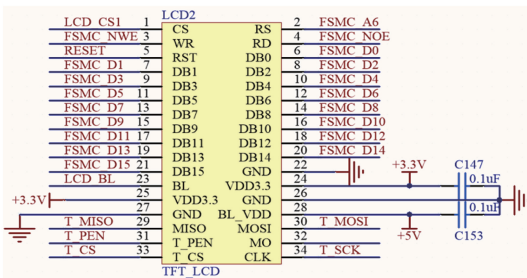 LCD2
LCD_CS1 1 CS RS 2 FSMC_A6
FSMC_NWE 3 WR RD 4 FSMC_NOE
RESET 5 RST DB0 6 FSMC_D0
FSMC_D1 7 DB1 DB2 8 FSMC_D2
FSMC_D3 9 DB3 DB4 10 FSMC_D4
FSMC_D5 11 DB5 DB6 12 FSMC_D6
FSMC_D7 13 DB7 DB8 14 FSMC_D8
FSMC_D9 15 DB9 DB10 16 FSMC_D10
FSMC_D11 17 DB11 DB12 18 FSMC_D12
FSMC_D13 19 DB13 DB14 20 FSMC_D14
FSMC_D15 21 DB15 GND 22 +3.3V C147
LCD_BL 23 BL VDD3.3 24 0.1uF
+3.3V 25 VDD3.3 GND 26
27 GND BL_VDD 28 0.1uF
T_MISO 29 MISO MOSI 30 T_MOSI
T_PEN 31 T_PEN MO 32 +5V C153
T_CS 33 T_CS CLK 34 T_SCK
TFT_LCD